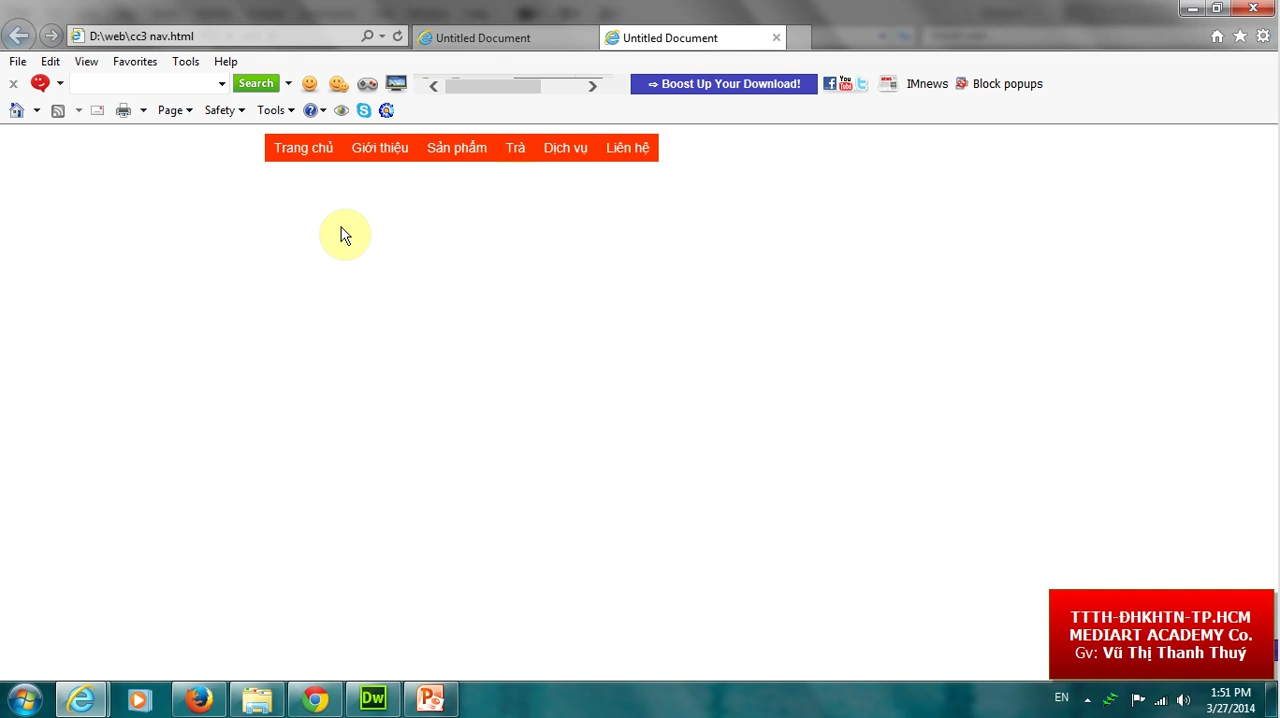 D:\web\cc3 nav.html
Untitled Document
Untitled Document
File Edit View Favorites Tools Help
Search
⇨ Boost Up Your Download!
IMnews
Block popups
Page Safety Tools
Trang chủ Giới thiệu Sản phẩm Trà Dịch vụ Liên hệ
TTTH-ĐHKHTN-TP.HCM
MEDIART ACADEMY Co.
Gv: Vũ Thị Thanh Thuý
Dw
EN
1:51 PM
3/27/2014